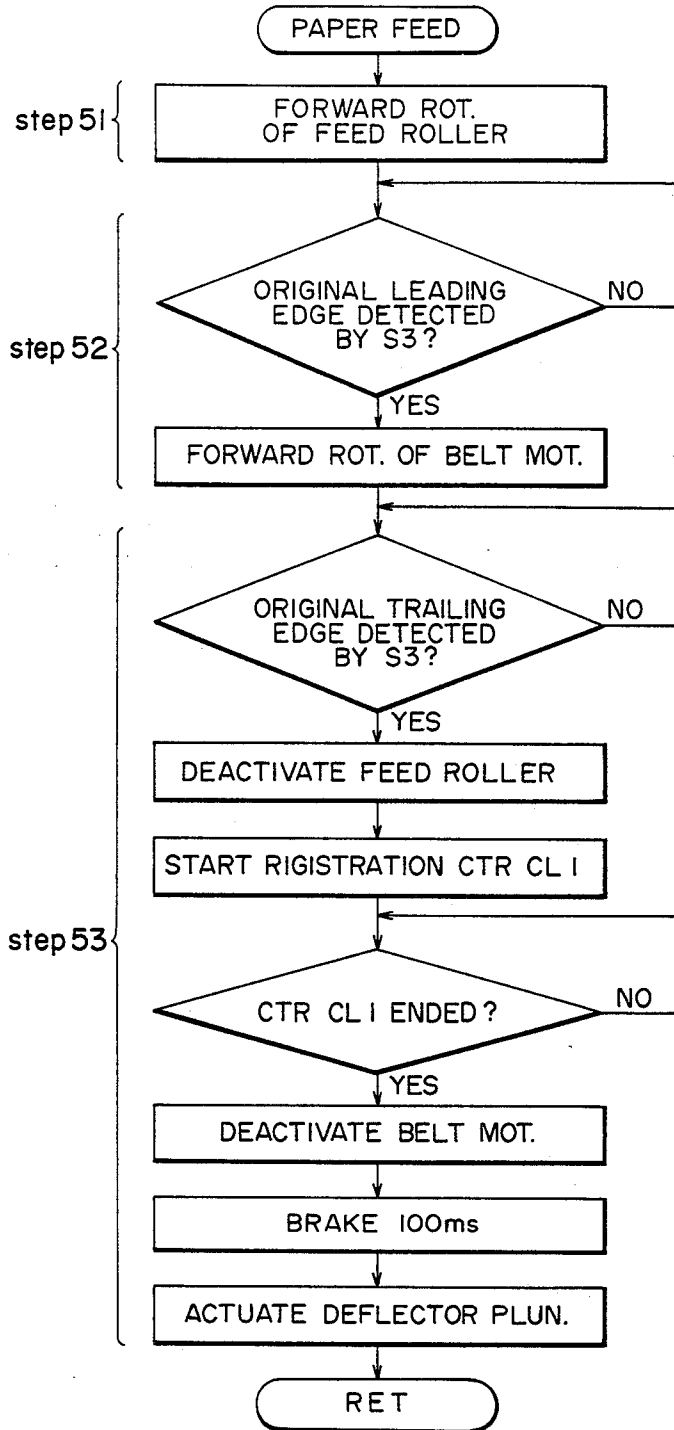 PAPER FEED
step 51
FORWARD ROT.
OF FEED ROLLER
step 52
ORIGINAL LEADING
EDGE DETECTED
BY S3?
NO
YES
FORWARD ROT. OF BELT MOT.
step 53
ORIGINAL TRAILING
EDGE DETECTED
BY S3?
NO
YES
DEACTIVATE FEED ROLLER
START RIGISTRATION CTR CL 1
CTR CL 1 ENDED?
NO
YES
DEACTIVATE BELT MOT.
BRAKE 100ms
ACTUATE DEFLECTOR PLUN.
RET